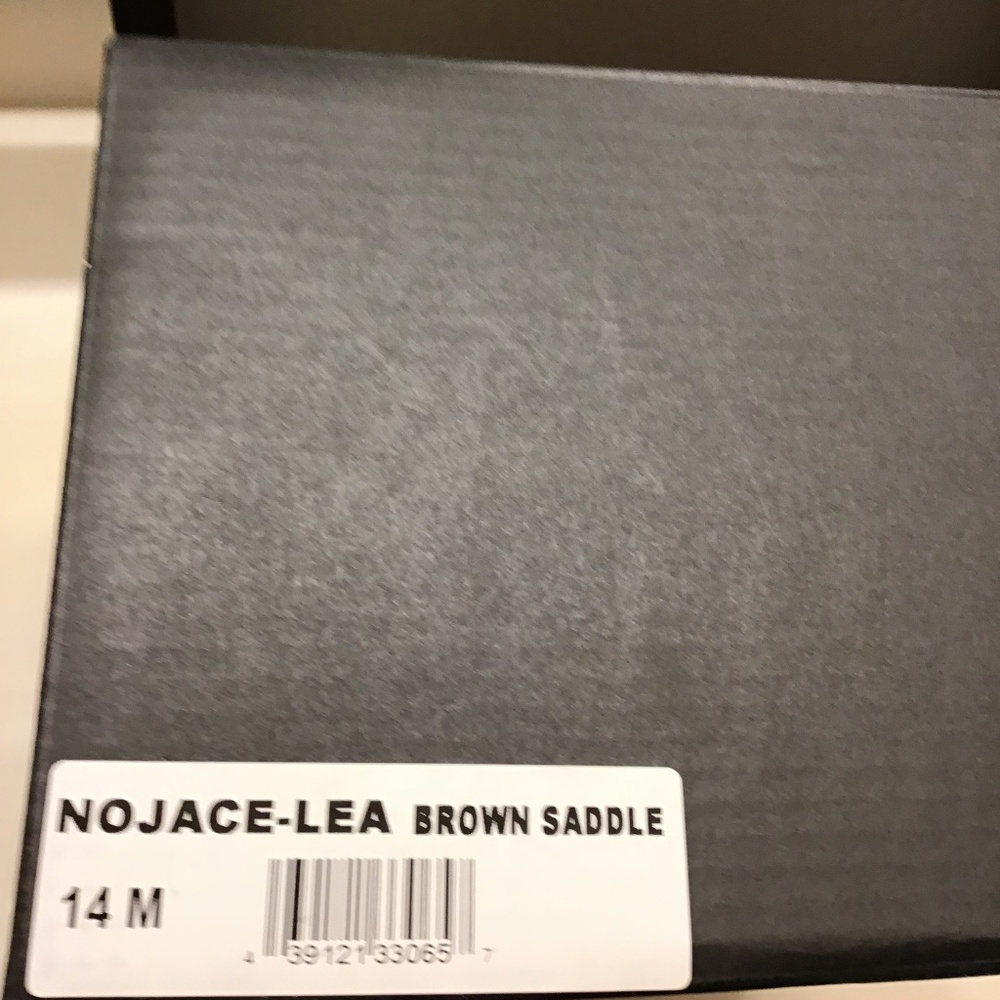 NOJACE-LEA BROWN SADDLE
14 M
4 39121 33065 7